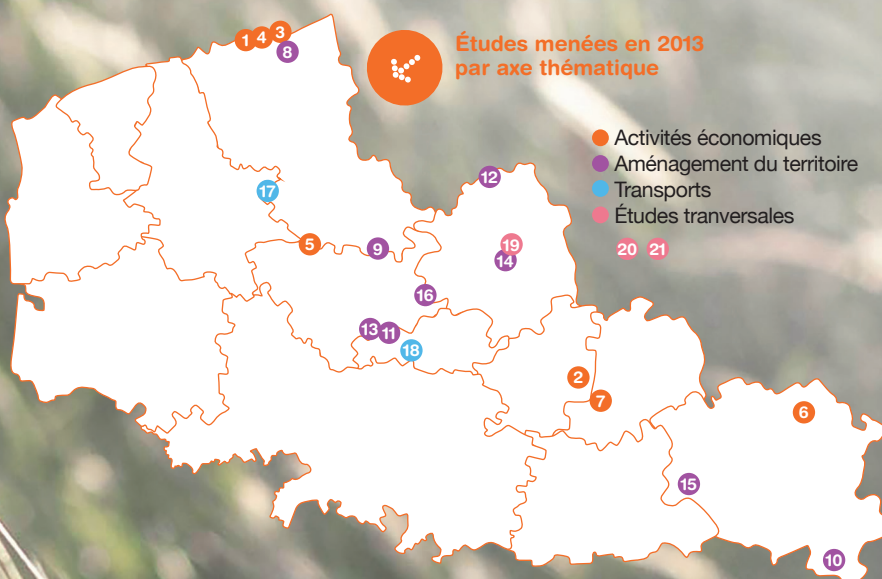 Études menées en 2013
par axe thématique
Activités économiques
Aménagement du territoire
Transports
Études tranversales
20 21
1 4 3
8
12
17
19
5 9
14
16
13 11
18
2
7
6
15
10